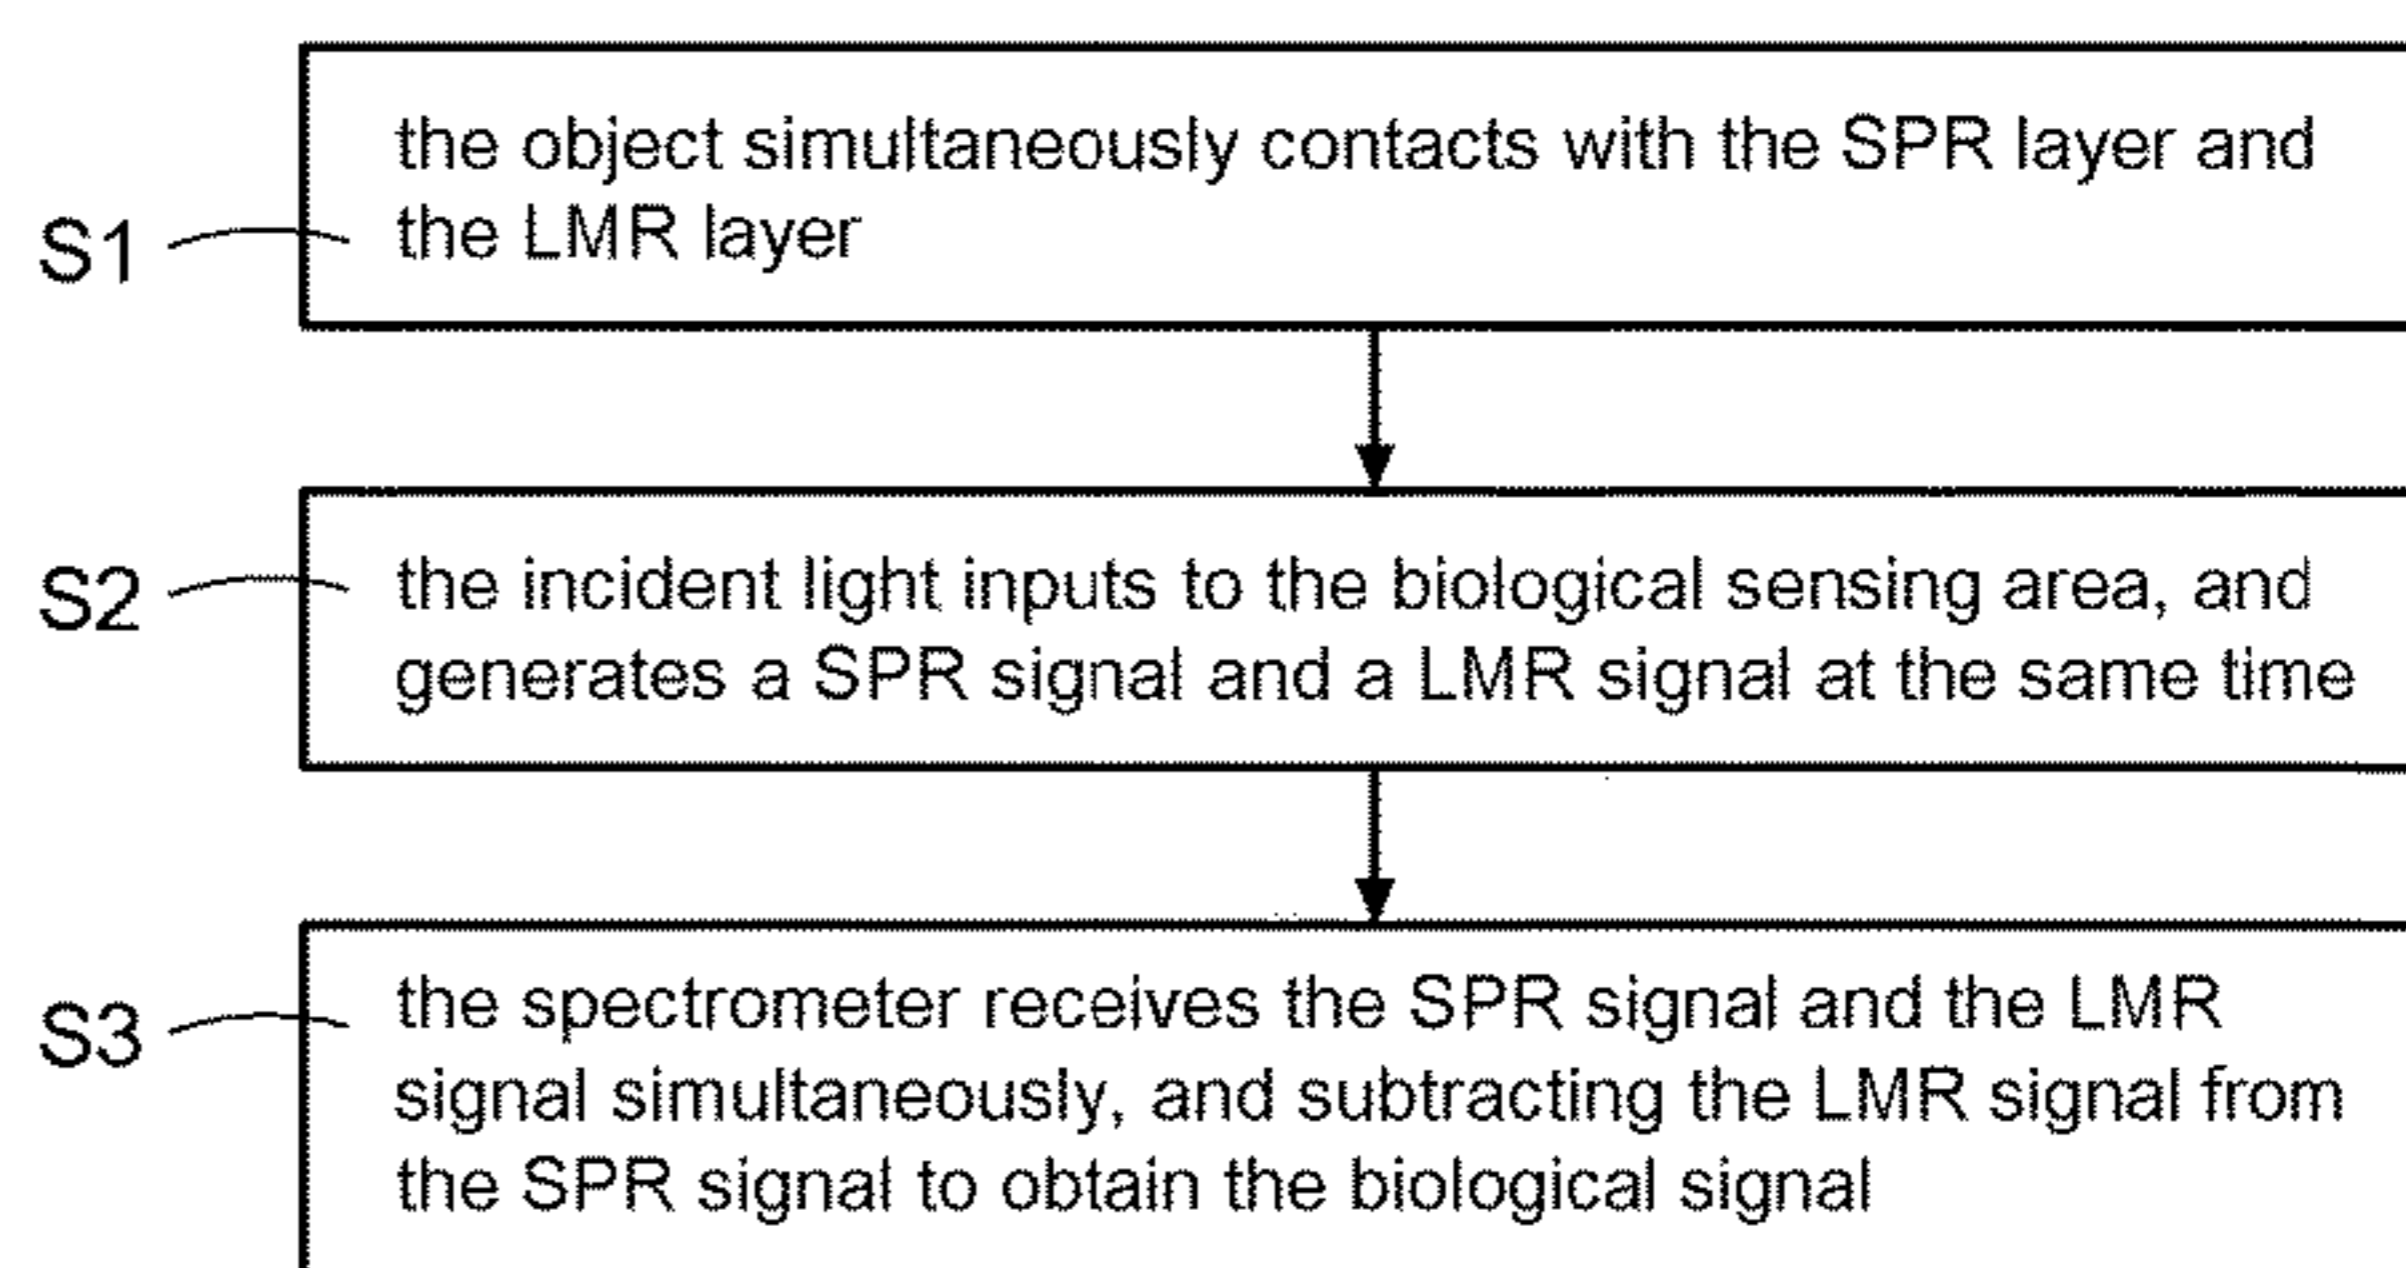 the object simultaneously contacts with the SPR layer and
the LMR layer
S1
the incident light inputs to the biological sensing area, and
generates a SPR signal and a LMR signal at the same time
S2
the spectrometer receives the SPR signal and the LMR
signal simultaneously, and subtracting the LMR signal from
the SPR signal to obtain the biological signal
S3